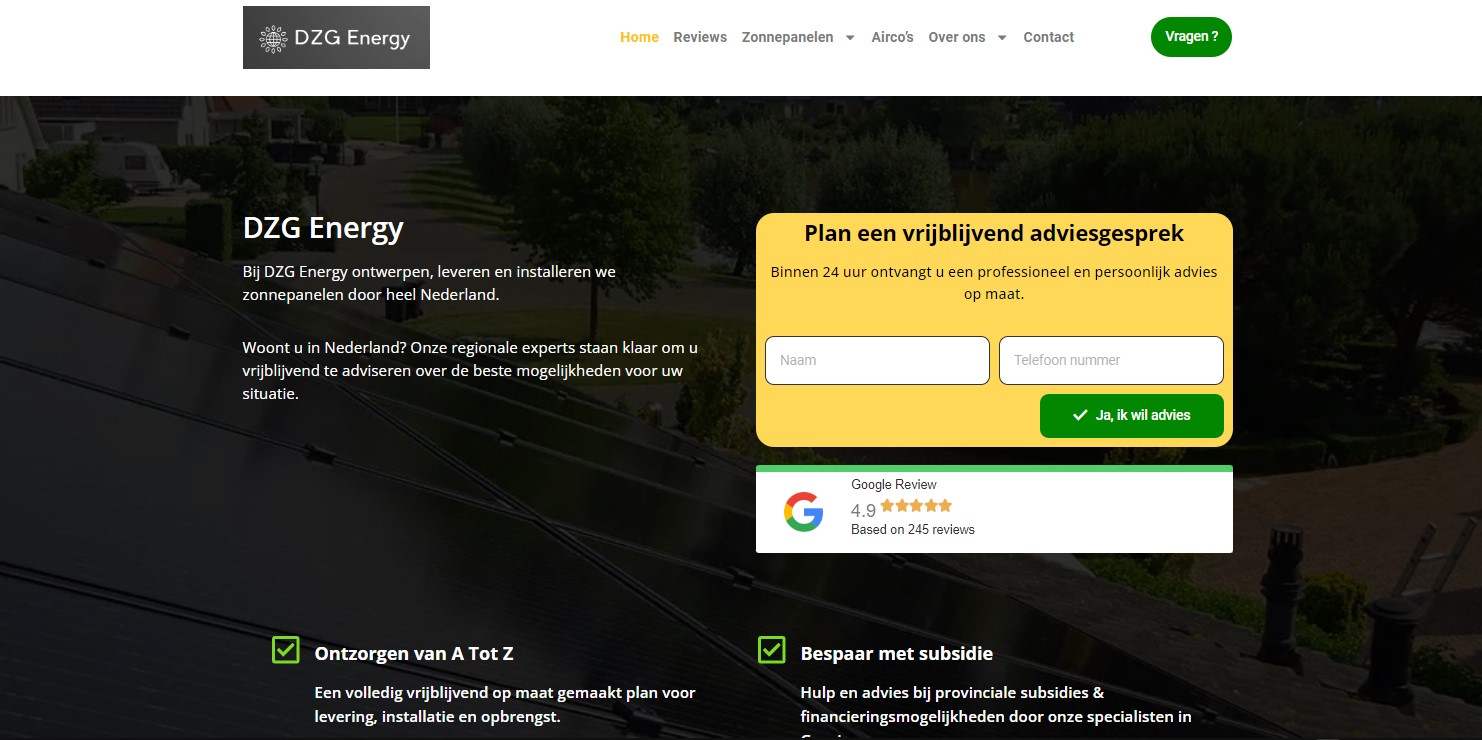 DZG Energy
Home Reviews Zonnepanelen Airco's Over ons Contact
Vragen ?
DZG Energy
Bij DZG Energy ontwerpen, leveren en installeren we
zonnepanelen door heel Nederland.
Woont u in Nederland? Onze regionale experts staan klaar om u
vrijblijvend te adviseren over de beste mogelijkheden voor uw
situatie.
Plan een vrijblijvend adviesgesprek
Binnen 24 uur ontvangt u een professioneel en persoonlijk advies
op maat.
Naam
Telefoon nummer
Ja, ik wil advies
Google Review
4.9
Based on 245 reviews
Ontzorgen van A Tot Z
Een volledig vrijblijvend op maat gemaakt plan voor
levering, installatie en opbrengst.
Bespaar met subsidie
Hulp en advies bij provinciale subsidies &
financieringsmogelijkheden door onze specialisten in